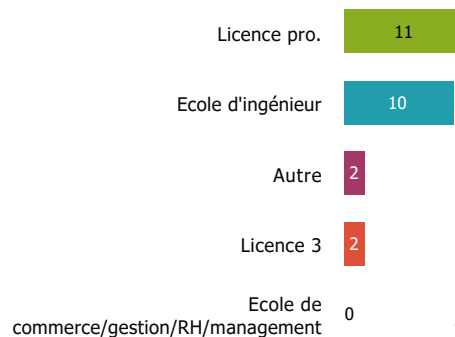 Licence pro. 11
Ecole d'ingénieur 10
Autre 2
Licence 3 2
Ecole de
commerce/gestion/RH/management 0